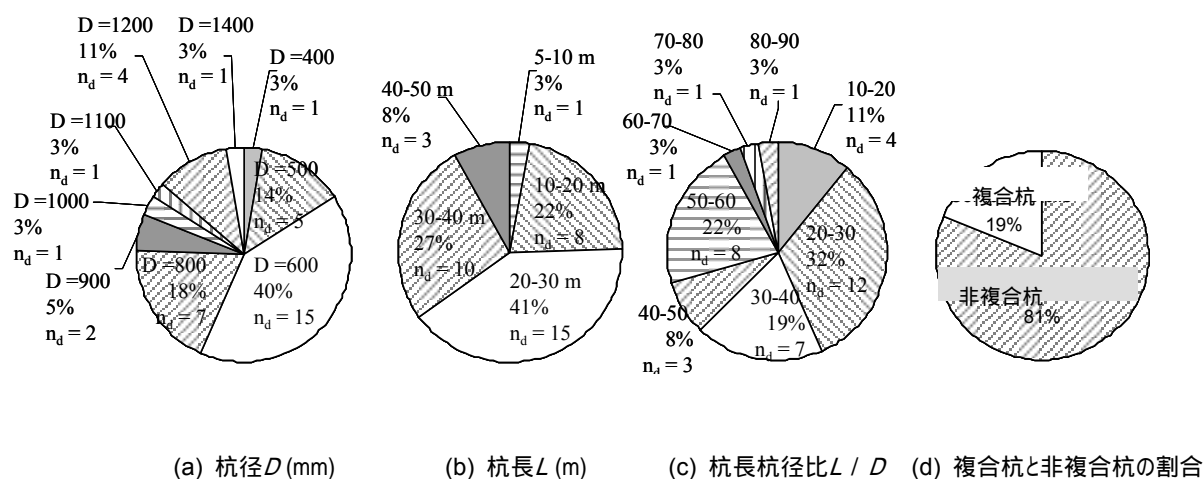 D =1200
11%
n_d = 4
D =1400
3%
n_d = 1
D =400
3%
n_d = 1
D =1100
3%
n_d = 1
D =500
14%
n_d = 5
D =1000
3%
n_d = 1
D =900
5%
n_d = 2
D =800
18%
n_d = 7
D =600
40%
n_d = 15
(a) 杭径D (mm)
5-10 m
3%
n_d = 1
40-50 m
8%
n_d = 3
10-20 m
22%
n_d = 8
30-40 m
27%
n_d = 10
20-30 m
41%
n_d = 15
(b) 杭長L (m)
70-80
3%
n_d = 1
80-90
3%
n_d = 1
10-20
11%
n_d = 4
60-70
3%
n_d = 1
50-60
22%
n_d = 8
20-30
32%
n_d = 12
40-50
8%
n_d = 3
30-40
19%
n_d = 7
(c) 杭長杭径比L / D
複合杭
19%
非複合杭
81%
(d) 複合杭と非複合杭の割合